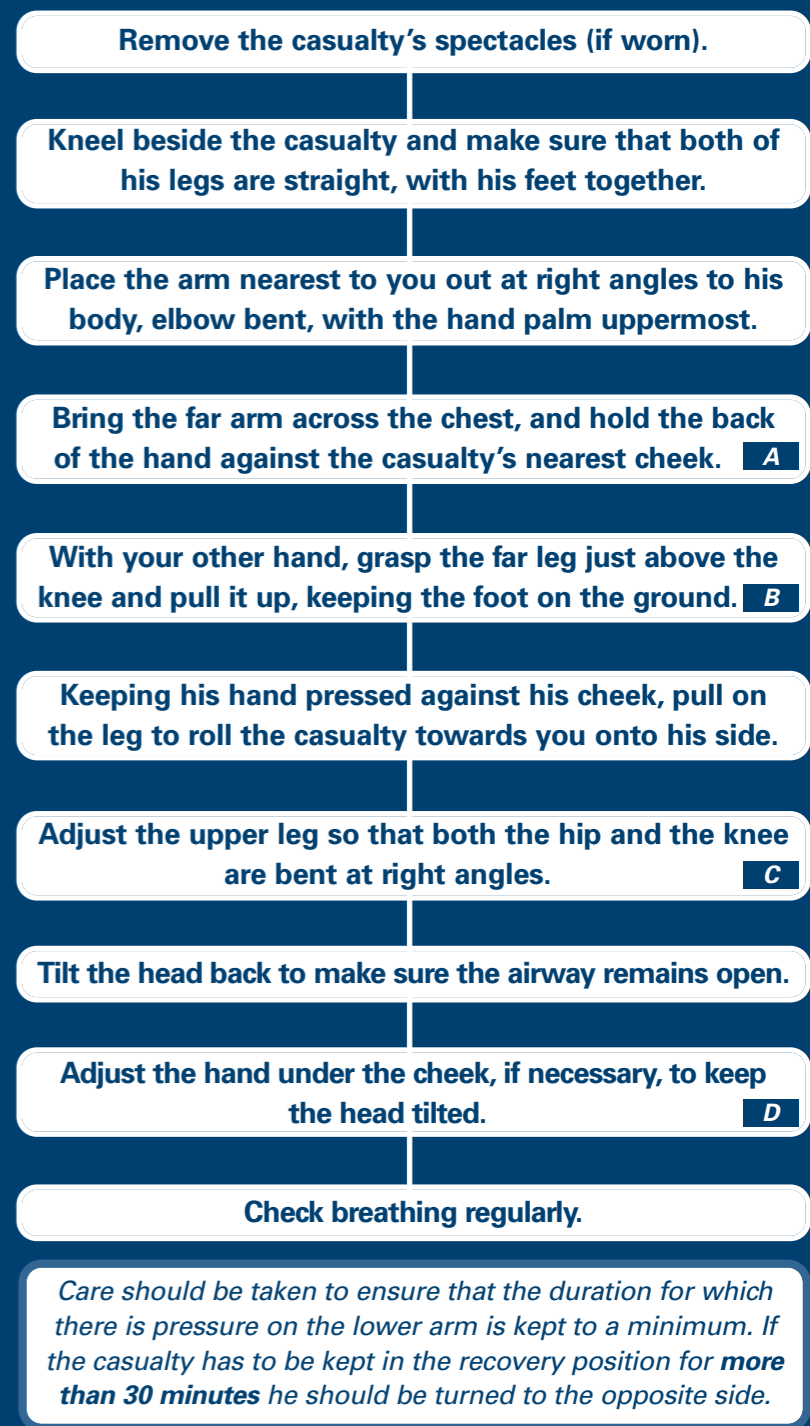 Remove the casualty’s spectacles (if worn).
Kneel beside the casualty and make sure that both of
his legs are straight, with his feet together.
Place the arm nearest to you out at right angles to his
body, elbow bent, with the hand palm uppermost.
Bring the far arm across the chest, and hold the back
of the hand against the casualty’s nearest cheek. A
With your other hand, grasp the far leg just above the
knee and pull it up, keeping the foot on the ground. B
Keeping his hand pressed against his cheek, pull on
the leg to roll the casualty towards you onto his side.
Adjust the upper leg so that both the hip and the knee
are bent at right angles. C
Tilt the head back to make sure the airway remains open.
Adjust the hand under the cheek, if necessary, to keep
the head tilted. D
Check breathing regularly.
Care should be taken to ensure that the duration for which
there is pressure on the lower arm is kept to a minimum. If
the casualty has to be kept in the recovery position for more
than 30 minutes he should be turned to the opposite side.